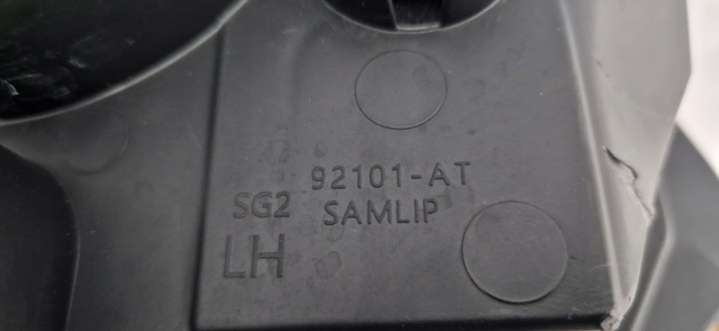 92101-AT
SG2 SAMLIP
LH